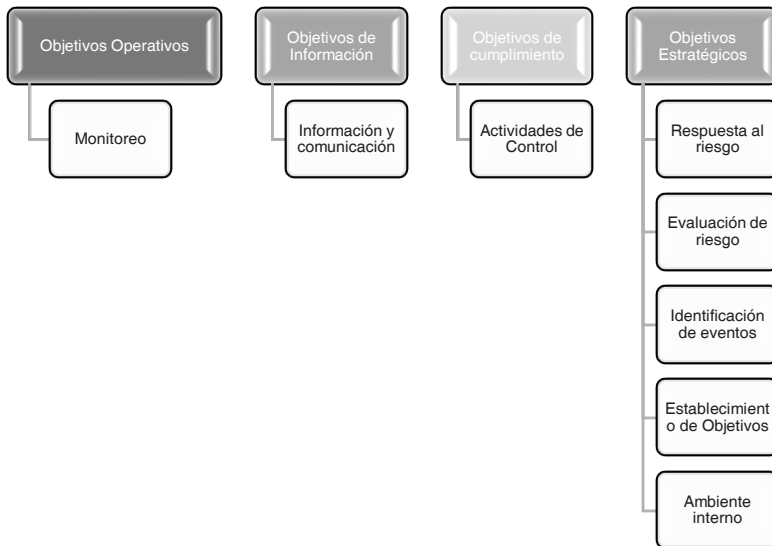 Objetivos Operativos
Monitoreo
Objetivos de
Información
Información y
comunicación
Objetivos de
cumplimiento
Actividades de
Control
Objetivos
Estratégicos
Respuesta al
riesgo
Evaluación de
riesgo
Identificación
de eventos
Establecimient
o de Objetivos
Ambiente
interno